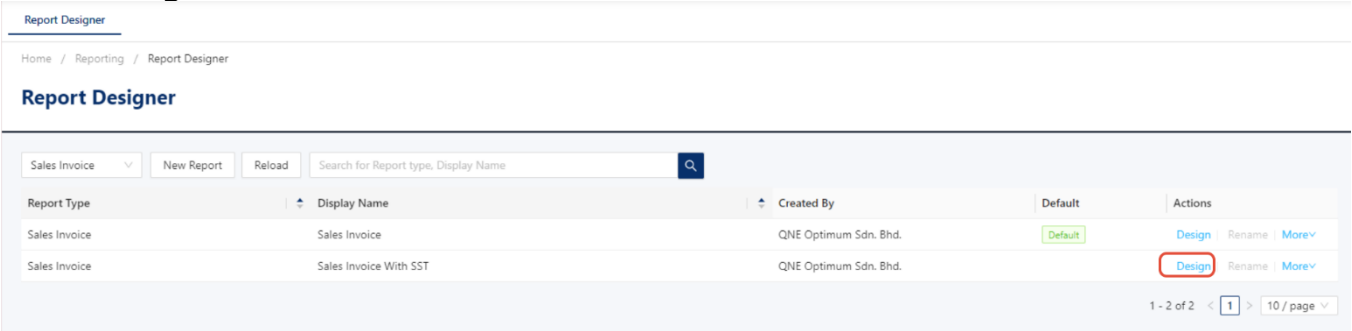 Report Designer
Home / Reporting / Report Designer
Report Designer
Sales Invoice New Report Reload Search for Report type, Display Name
Report Type Display Name Created By Default Actions
Sales Invoice Sales Invoice QNE Optimum Sdn. Bhd. Default Design Rename More
Sales Invoice Sales Invoice With SST QNE Optimum Sdn. Bhd. Design Rename More
1 - 2 of 2 < 1 > 10 / page